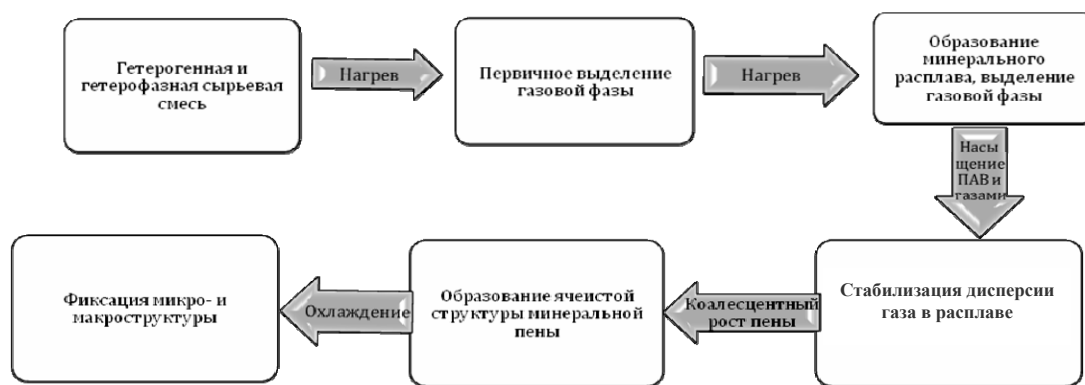 Гетерогенная и
гетерофазная сырьевая
смесь
Нагрев
Первичное выделение
газовой фазы
Нагрев
Образование
минерального
расплава, выделение
газовой фазы
Насы
щение
ПАВ и
газами
Стабилизация дисперсии
газа в расплаве
Коалесцентный
рост пены
Образование ячеистой
структуры минеральной
пены
Охлаждение
Фиксация микро- и
макроструктуры